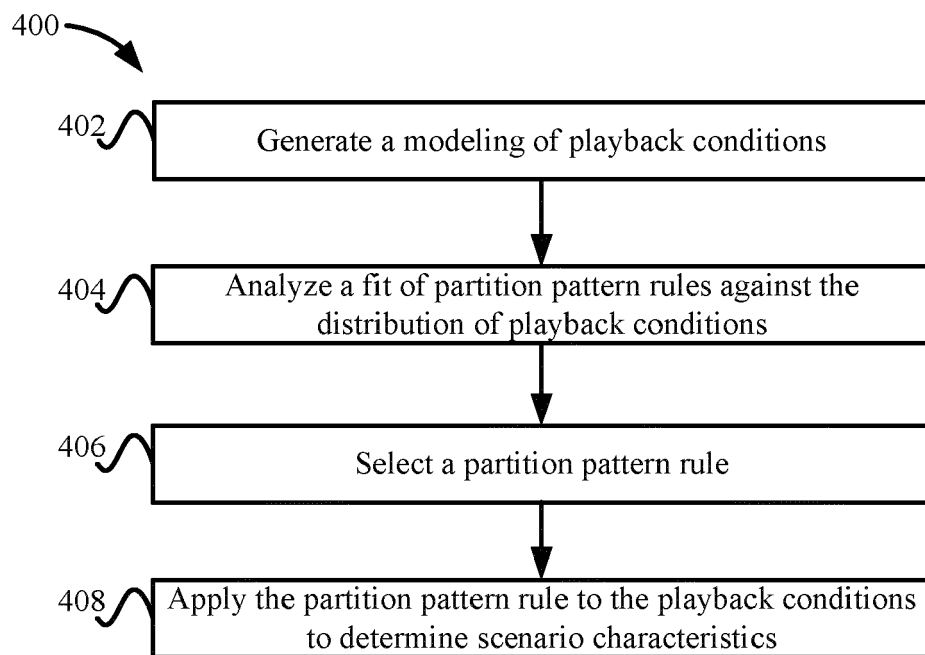 400
402
Generate a modeling of playback conditions
404
Analyze a fit of partition pattern rules against the
distribution of playback conditions
406
Select a partition pattern rule
408
Apply the partition pattern rule to the playback conditions
to determine scenario characteristics